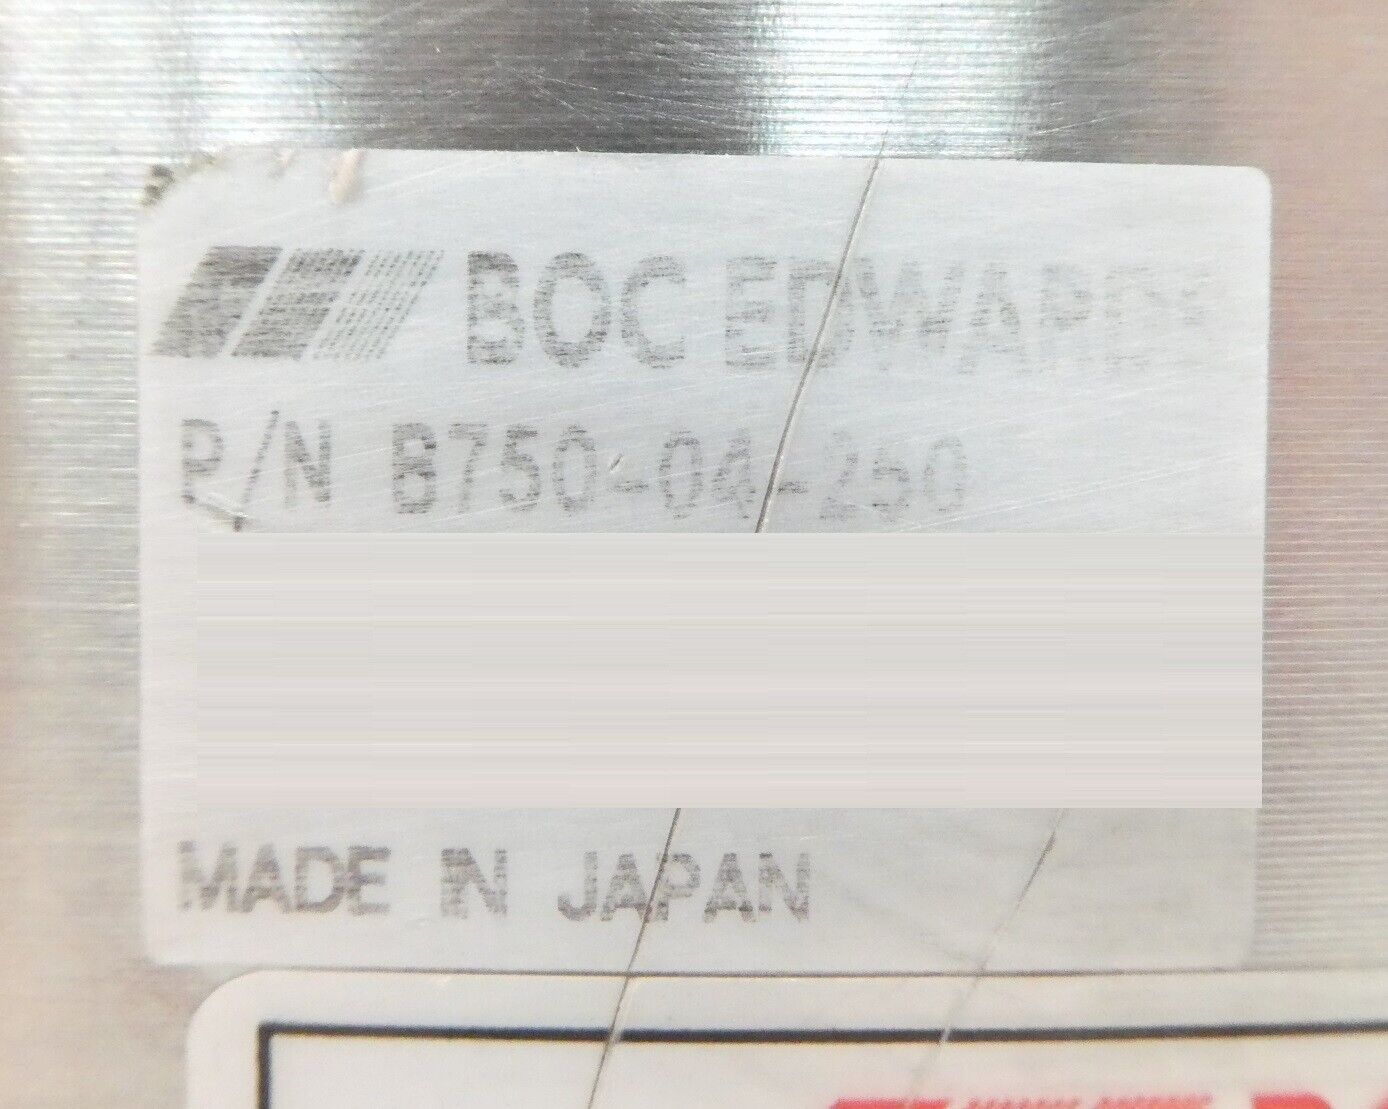 BOC EDWARDS
P/N B750-04-250
MADE IN JAPAN